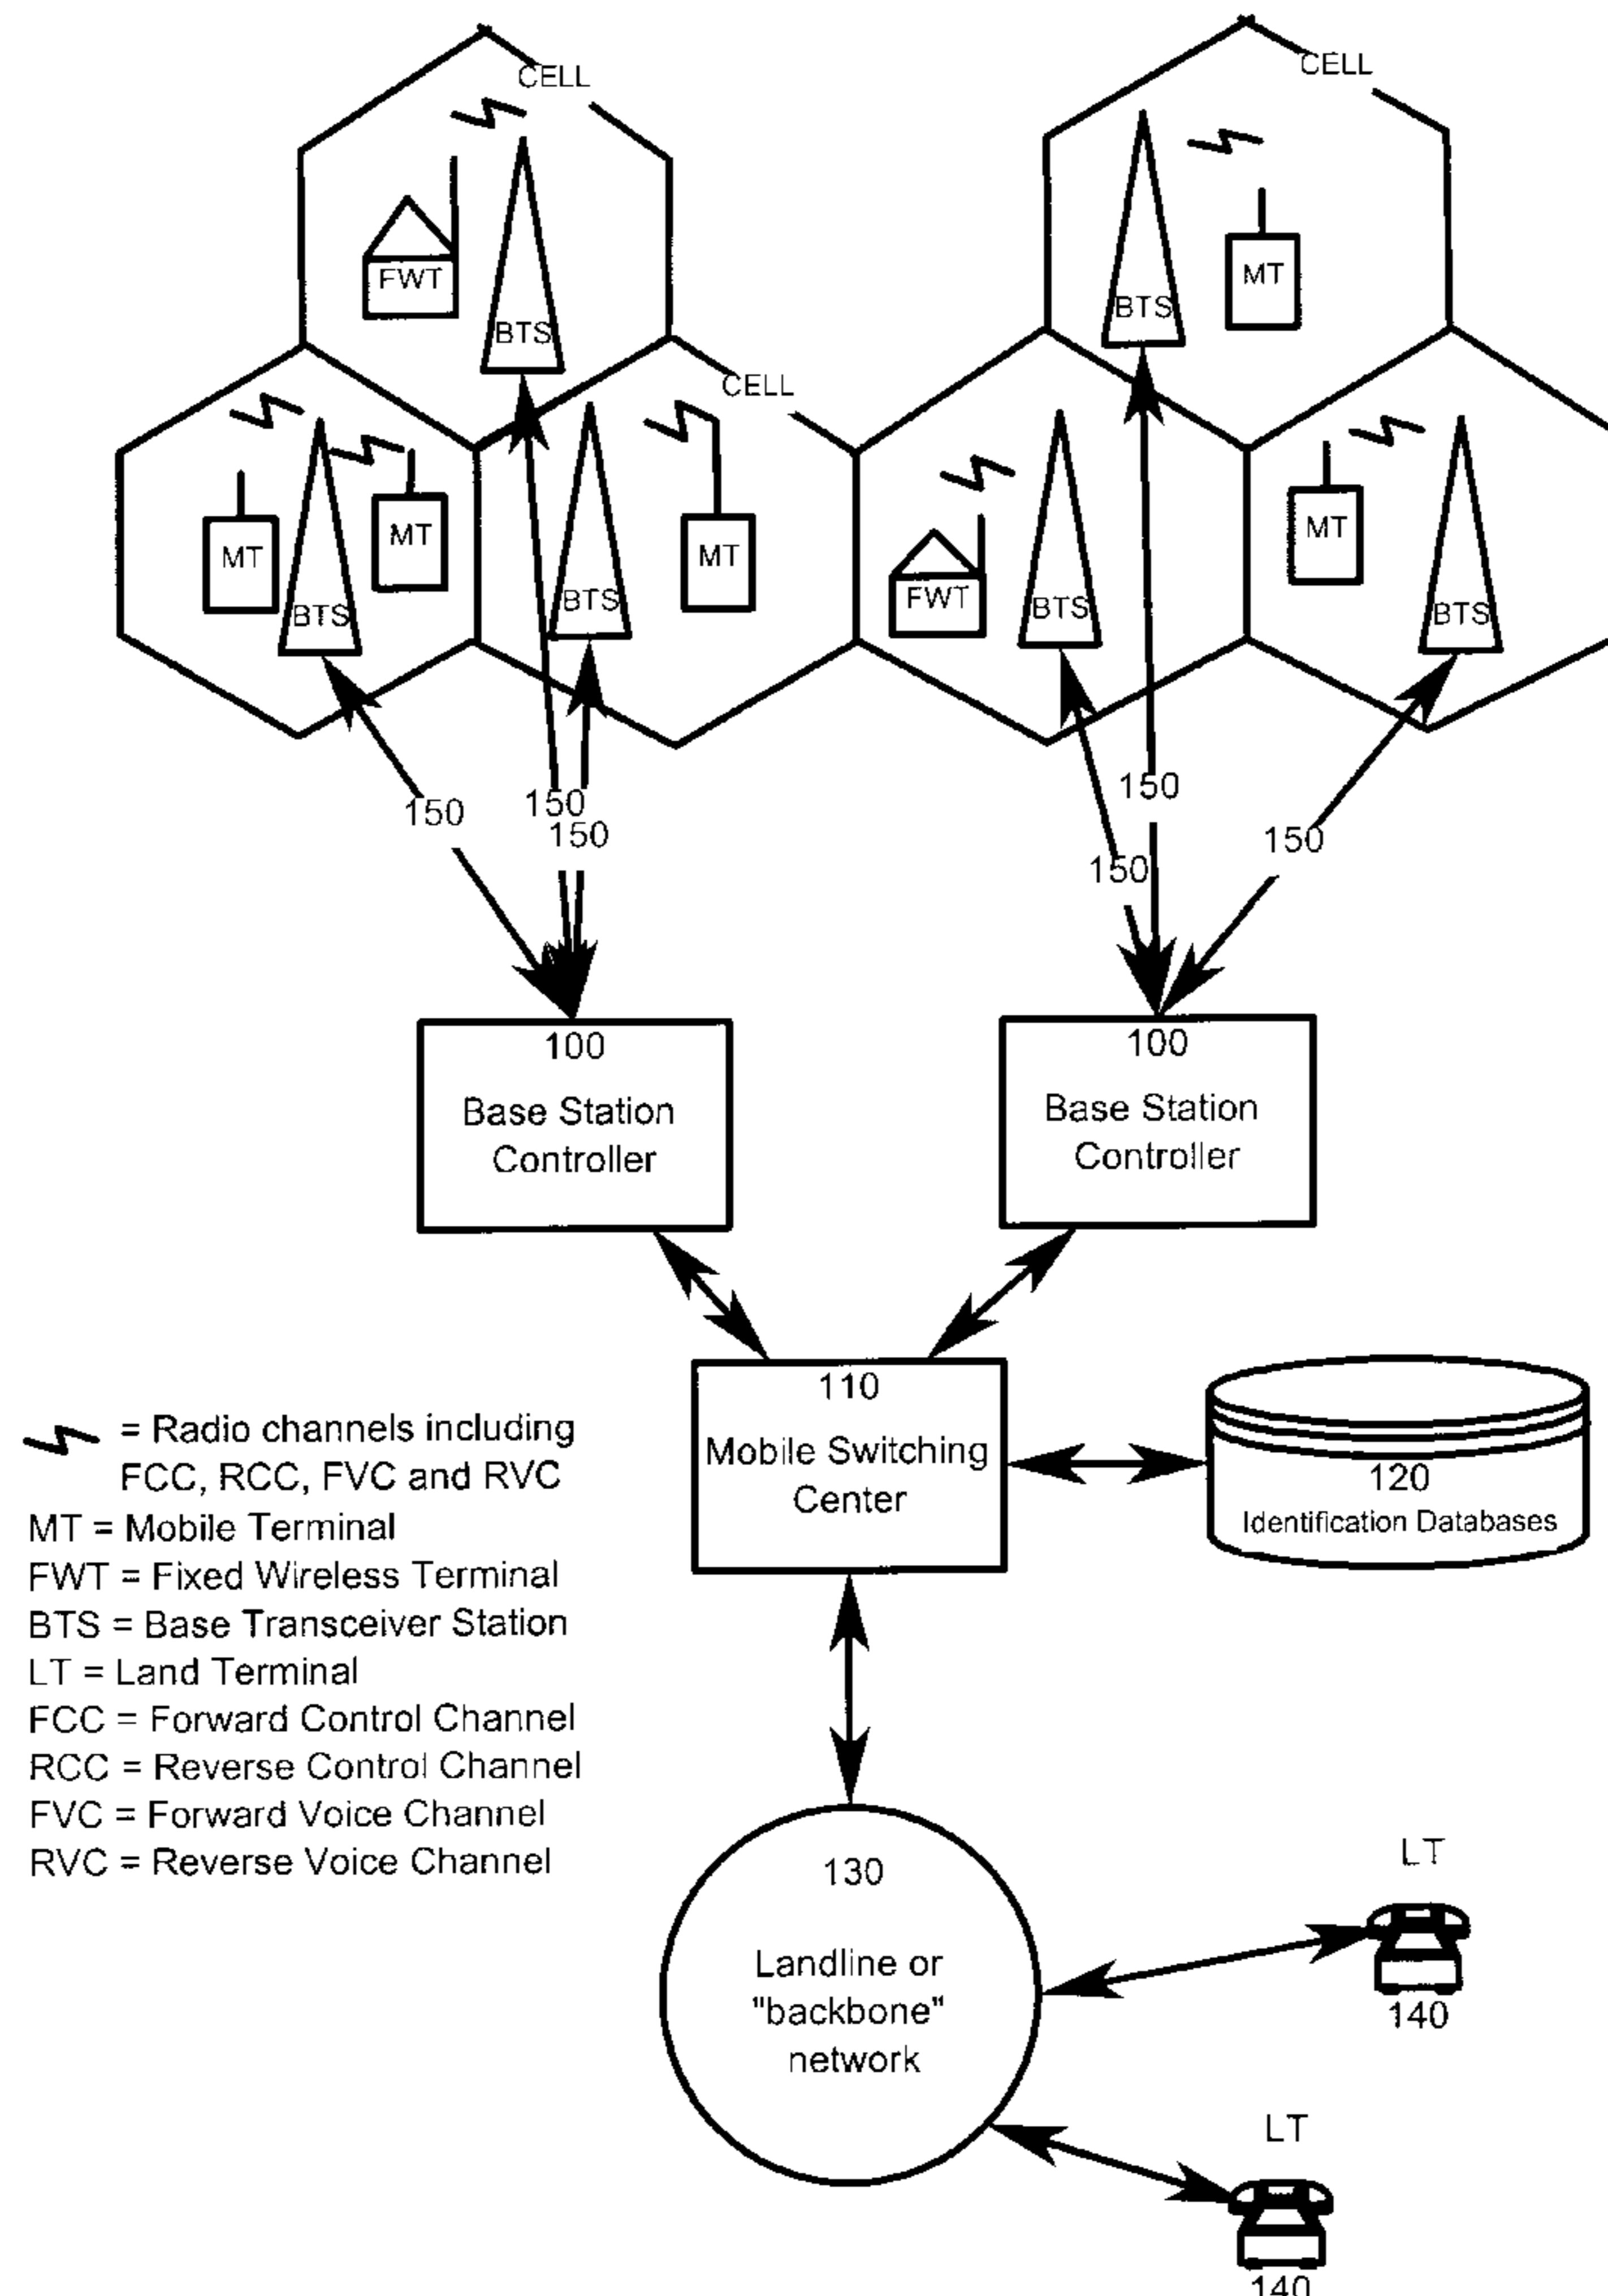 CELL
CELL
FWT
BTS
BTS
MT
CELL
MT
MT
BTS
BTS
MT
FWT
BTS
MT
BTS
150
150
150
150
150
150
100
Base Station
Controller
100
Base Station
Controller
110
Mobile Switching
Center
120
Identification Databases
= Radio channels including
FCC, RCC, FVC and RVC
MT = Mobile Terminal
FWT = Fixed Wireless Terminal
BTS = Base Transceiver Station
LT = Land Terminal
FCC = Forward Control Channel
RCC = Reverse Control Channel
FVC = Forward Voice Channel
RVC = Reverse Voice Channel
130
Landline or
"backbone"
network
LT
140
LT
140